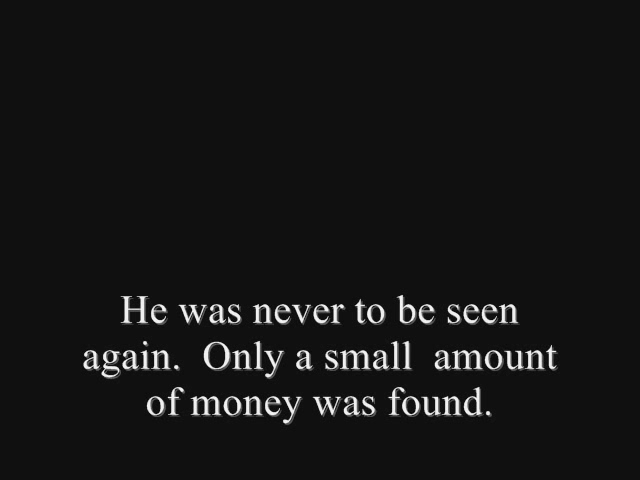 He was never to be seen
again.  Only a small  amount
of money was found.